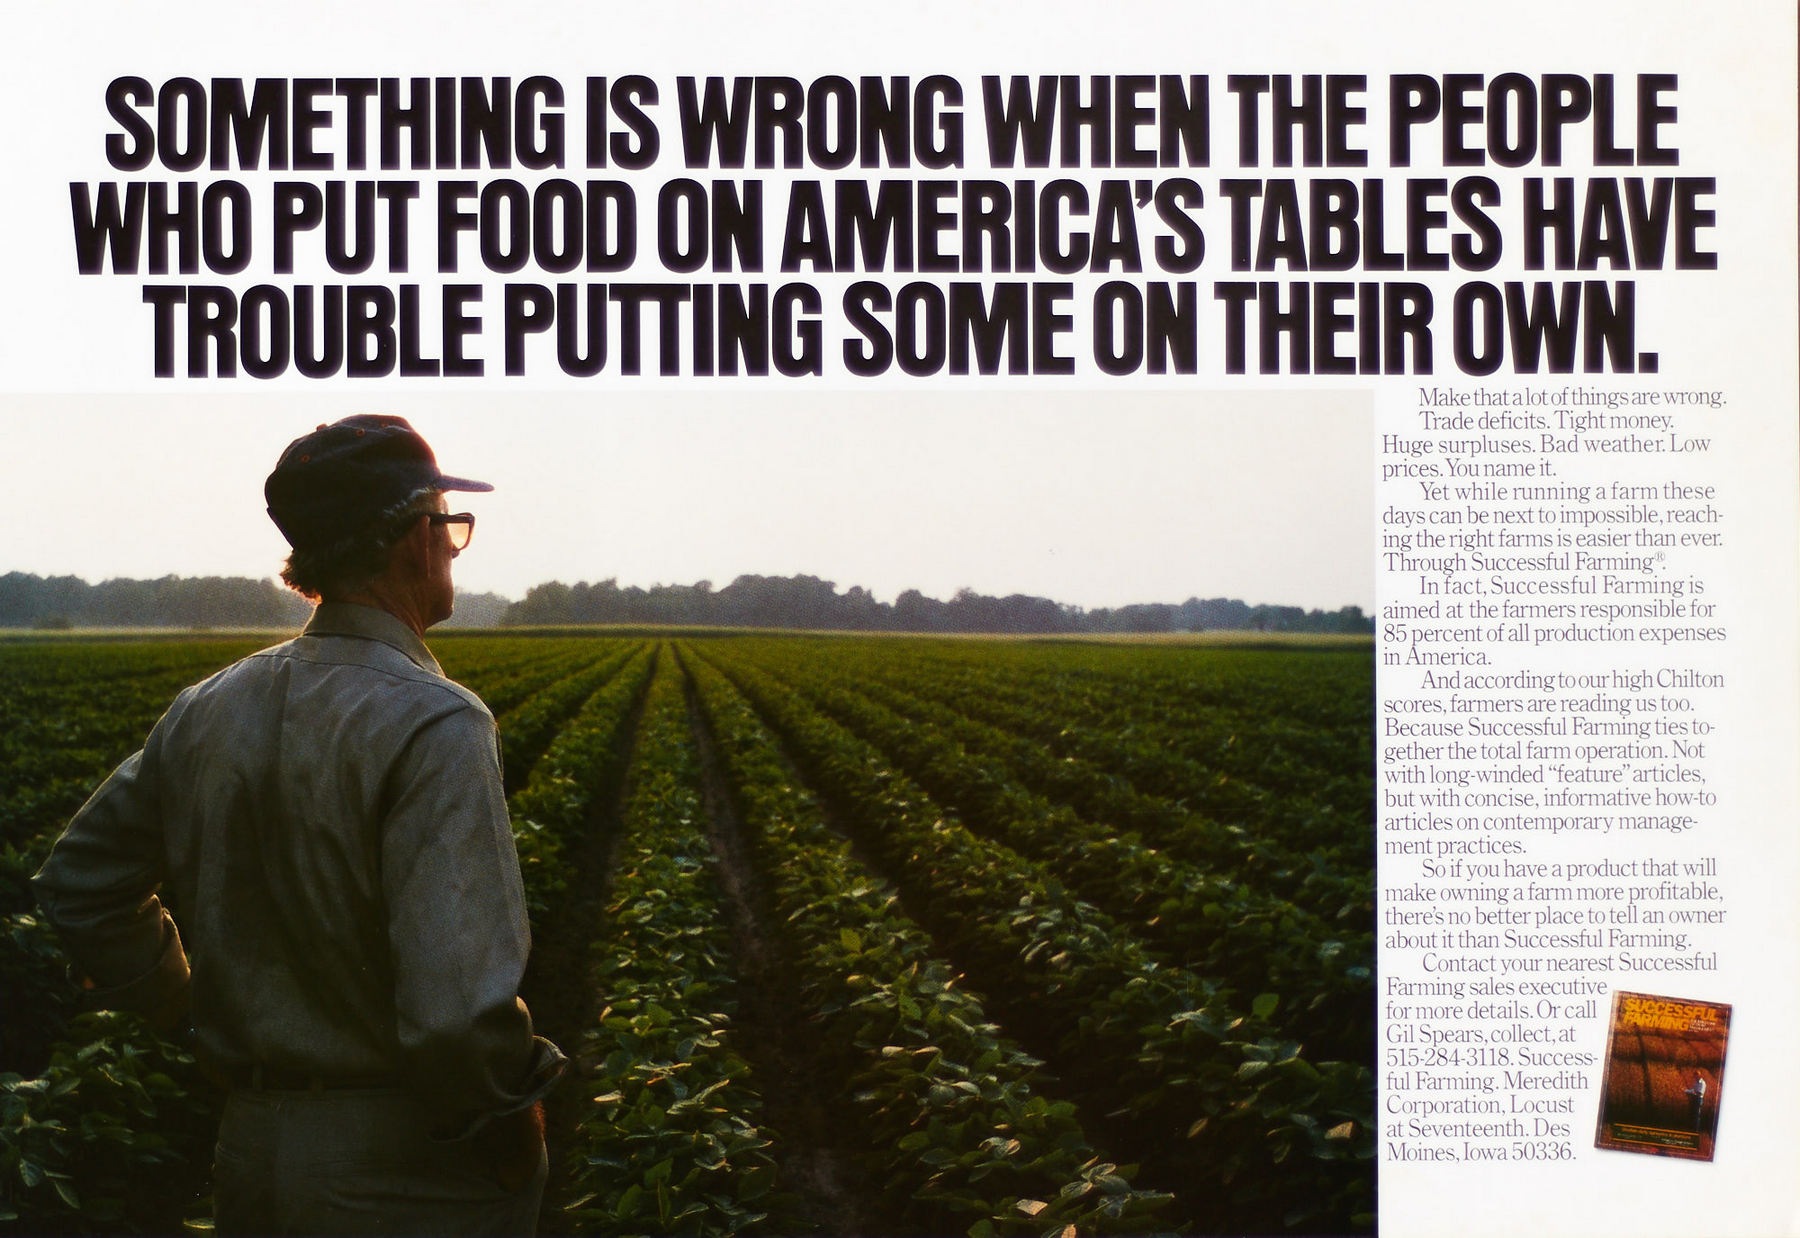 SOMETHING IS WRONG WHEN THE PEOPLE
WHO PUT FOOD ON AMERICA'S TABLES HAVE
TROUBLE PUTTING SOME ON THEIR OWN.
Make that a lot of things are wrong.
Trade deficits. Tight money.
Huge surpluses. Bad weather. Low
prices. You name it.
Yet while running a farm these
days can be next to impossible, reach-
ing the right farms is easier than ever.
Through Successful Farming®.
In fact, Successful Farming is
aimed at the farmers responsible for
85 percent of all production expenses
in America.
And according to our high Chilton
scores, farmers are reading us too.
Because Successful Farming ties to-
gether the total farm operation. Not
with long-winded “feature” articles,
but with concise, informative how-to
articles on contemporary manage-
ment practices.
So if you have a product that will
make owning a farm more profitable,
there's no better place to tell an owner
about it than Successful Farming.
Contact your nearest Successful
Farming sales executive
for more details. Or call
Gil Spears, collect, at
515-284-3118. Success-
ful Farming. Meredith
Corporation, Locust
at Seventeenth. Des
Moines, Iowa 50336.
SUCCESSFUL
FARMING